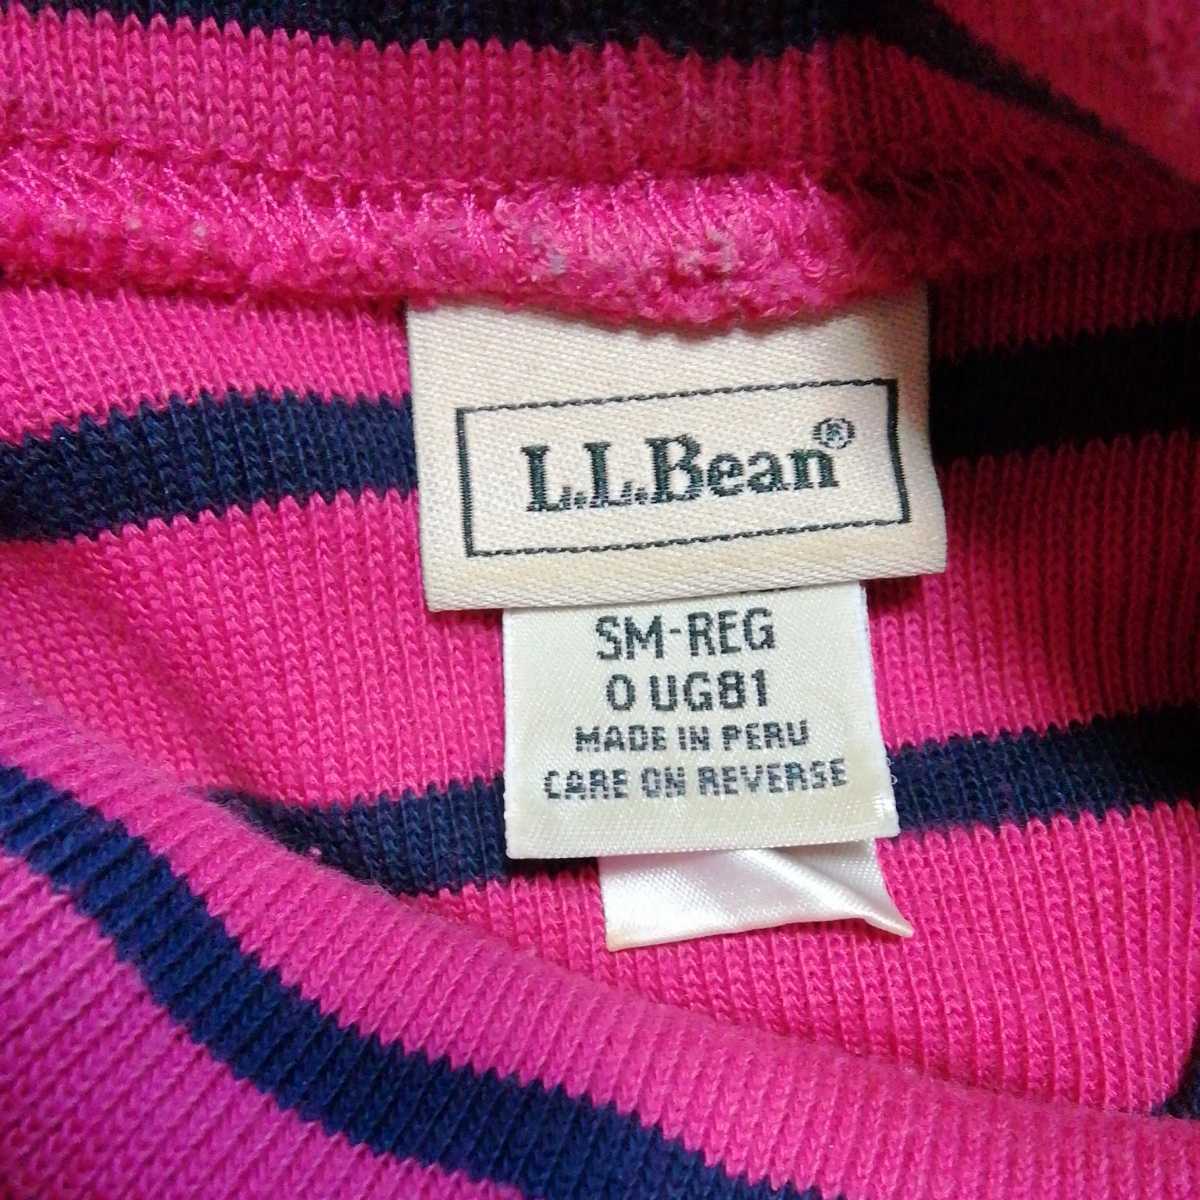 L.L.Bean®
SM-REG
0 UG81
MADE IN PERU
CARE ON REVERSE